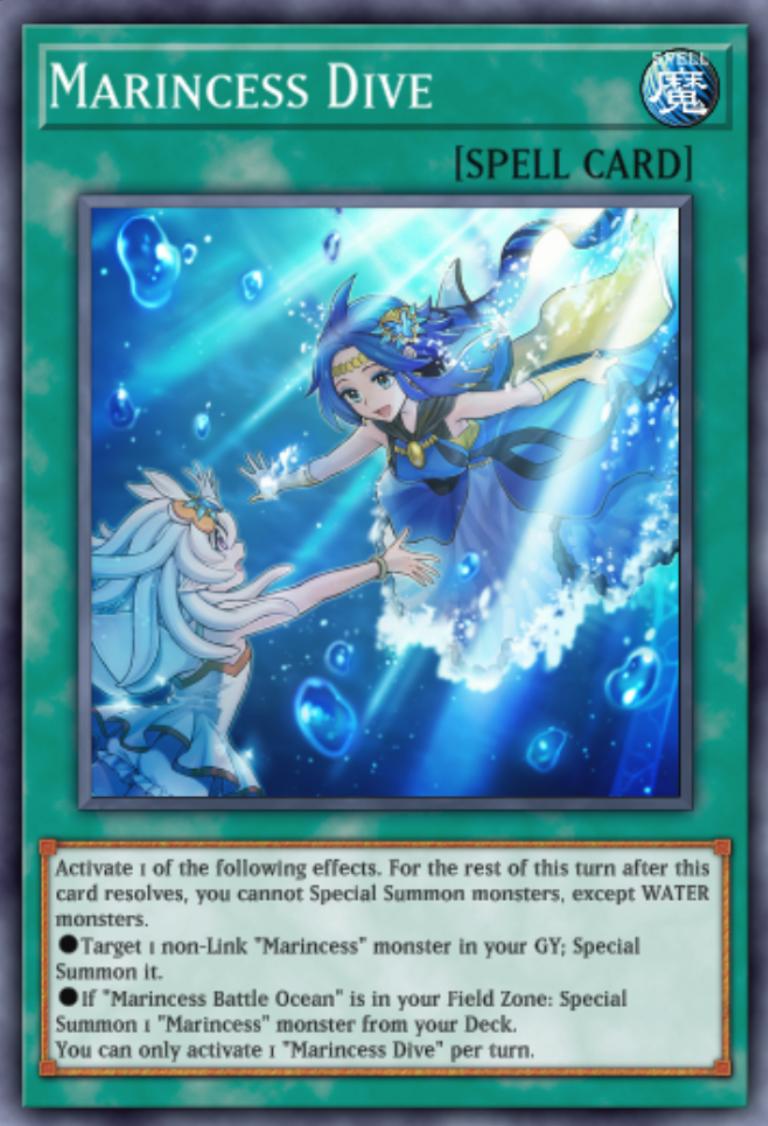 Marincess Dive
SPELL
魔
[SPELL CARD]
Activate 1 of the following effects. For the rest of this turn after this
card resolves, you cannot Special Summon monsters, except WATER
monsters.
●Target 1 non-Link "Marincess" monster in your GY; Special
Summon it.
●If "Marincess Battle Ocean" is in your Field Zone: Special
Summon 1 "Marincess" monster from your Deck.
You can only activate 1 "Marincess Dive" per turn.